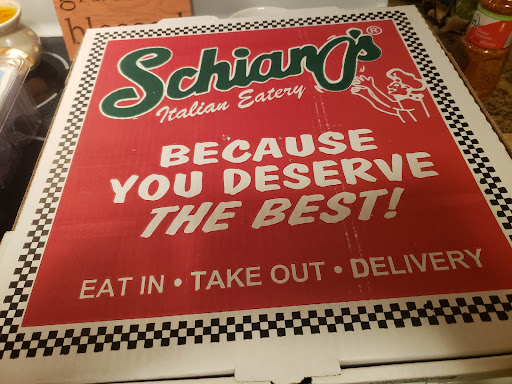 Schiano's®
Italian Eatery
BECAUSE
YOU DESERVE
THE BEST!
EAT IN • TAKE OUT • DELIVERY